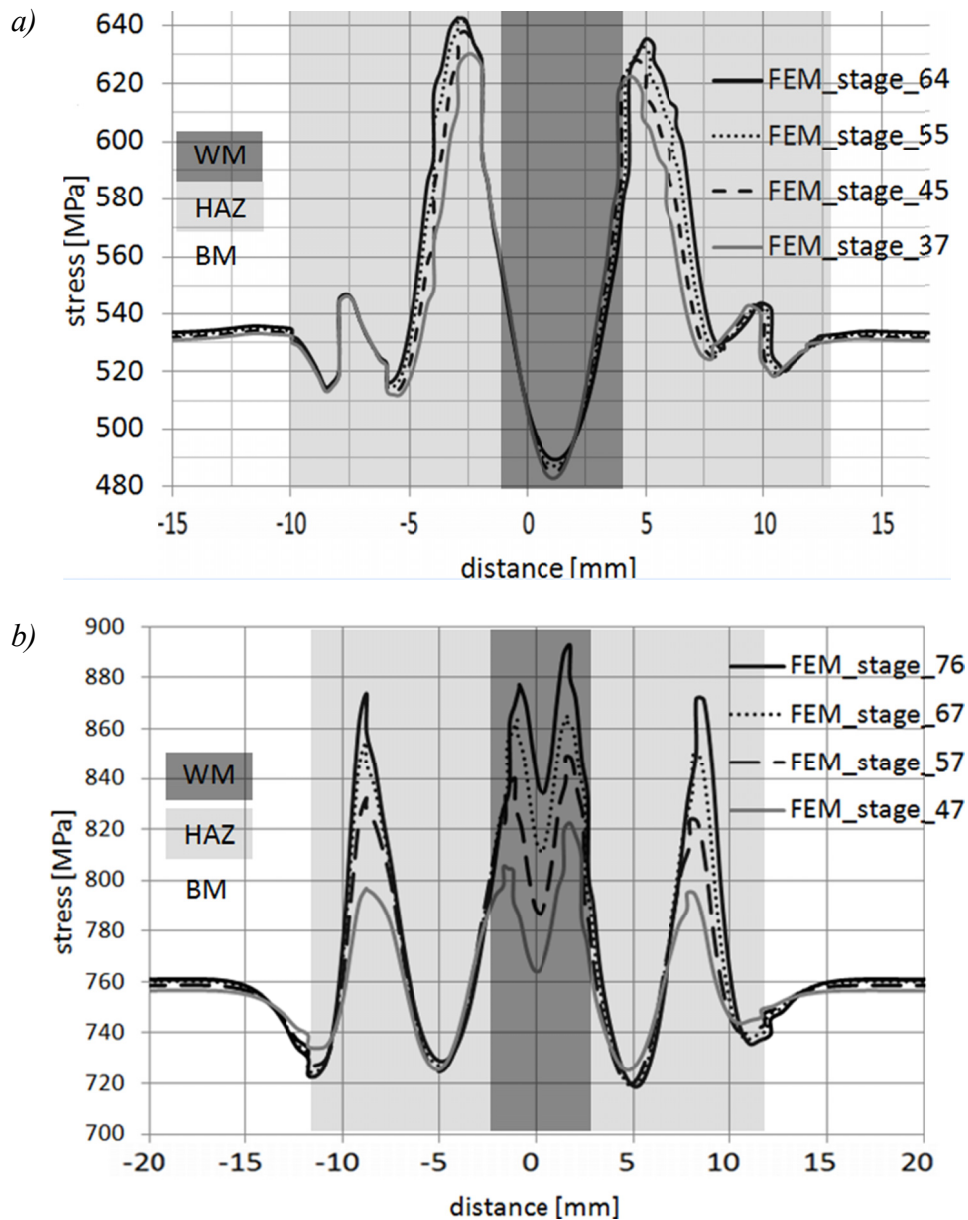 a)
640
620
600
580
560
540
520
500
480
stress [MPa]
WM
HAZ
BM
FEM_stage_64
FEM_stage_55
FEM_stage_45
FEM_stage_37
-15 -10 -5 0 5 10 15
distance [mm]
b)
900
880
860
840
820
800
780
760
740
720
700
stress [MPa]
WM
HAZ
BM
FEM_stage_76
FEM_stage_67
FEM_stage_57
FEM_stage_47
-20 -15 -10 -5 0 5 10 15 20
distance [mm]